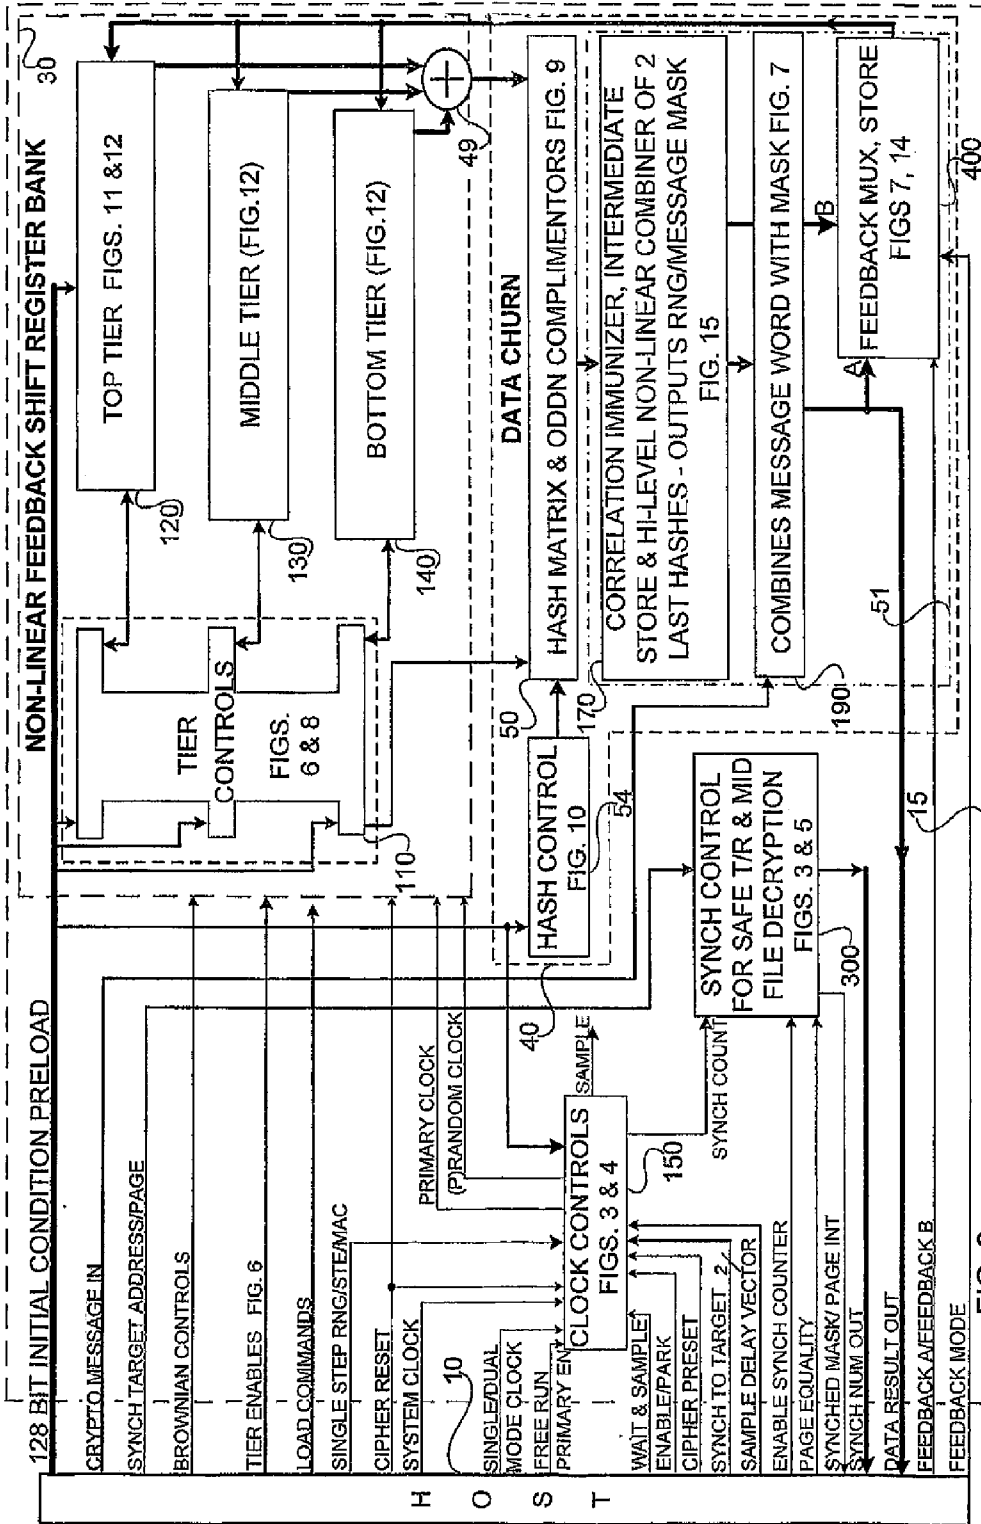 128 BIT INITIAL CONDITION PRELOAD
NON-LINEAR FEEDBACK SHIFT REGISTER BANK
30
TOP TIER FIGS. 11 &12
120
MIDDLE TIER (FIG.12)
130
BOTTOM TIER (FIG.12)
140
49
TIER
CONTROLS
FIGS.
6 & 8
110
DATA CHURN
HASH MATRIX & ODDN COMPLIMENTORS FIG. 9
50
HASH CONTROL
FIG. 10
54
40
CORRELATION IMMUNIZER, INTERMEDIATE
STORE & HI-LEVEL NON-LINEAR COMBINER OF 2
LAST HASHES - OUTPUTS RNG/MESSAGE MASK
FIG. 15
170
COMBINES MESSAGE WORD WITH MASK FIG. 7
190
A
B
FEEDBACK MUX, STORE
FIGS 7, 14
400
51
15
SYNCH CONTROL
FOR SAFE T/R & MID
FILE DECRYPTION
FIGS. 3 & 5
300
PRIMARY CLOCK
(P)RANDOM CLOCK
SAMPLE
SYNCH COUNT
CLOCK CONTROLS
FIGS. 3 & 4
150
10
HOST
CRYPTO MESSAGE IN
SYNCH TARGET ADDRESS/PAGE
BROWNIAN CONTROLS
TIER ENABLES FIG. 6
LOAD COMMANDS
SINGLE STEP RNG/STE/MAC
CIPHER RESET
SYSTEM CLOCK
SINGLE/DUAL
MODE CLOCK
FREE RUN
PRIMARY EN
WAIT & SAMPLE
ENABLE/PARK
CIPHER PRESET
SYNCH TO TARGET
2
SAMPLE DELAY VECTOR
ENABLE SYNCH COUNTER
PAGE EQUALITY
SYNCHED MASK/ PAGE INT
SYNCH NUM OUT
DATA RESULT OUT
FEEDBACK A/FEEDBACK B
FEEDBACK MODE